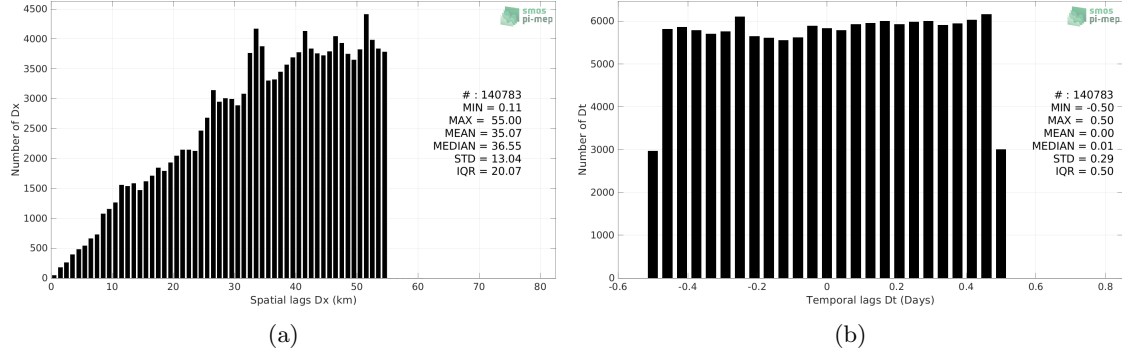 4500
4000
3500
3000
2500
2000
1500
1000
500
0
Number of Dx
smos
pi-mep
# : 140783
MIN = 0.11
MAX = 55.00
MEAN = 35.07
MEDIAN = 36.55
STD = 13.04
IQR = 20.07
0 10 20 30 40 50 60 70 80
Spatial lags Dx (km)
(a)
6000
5000
4000
3000
2000
1000
0
Number of Dt
smos
pi-mep
# : 140783
MIN = -0.50
MAX = 0.50
MEAN = 0.00
MEDIAN = 0.01
STD = 0.29
IQR = 0.50
-0.6 -0.4 -0.2 0 0.2 0.4 0.6 0.8
Temporal lags Dt (Days)
(b)